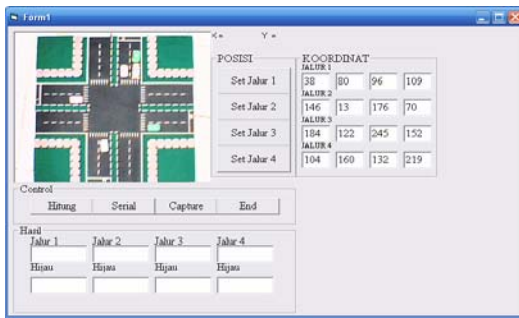 Form1
X = Y =
POSISI
Set Jalur 1
Set Jalur 2
Set Jalur 3
Set Jalur 4
KOORDINAT
JALUR 1
38 80 96 109
JALUR 2
146 13 176 70
JALUR 3
184 122 245 152
JALUR 4
104 160 132 219
Control
Hitung Serial Capture End
Hasil
Jalur 1 Jalur 2 Jalur 3 Jalur 4
Hijau Hijau Hijau Hijau